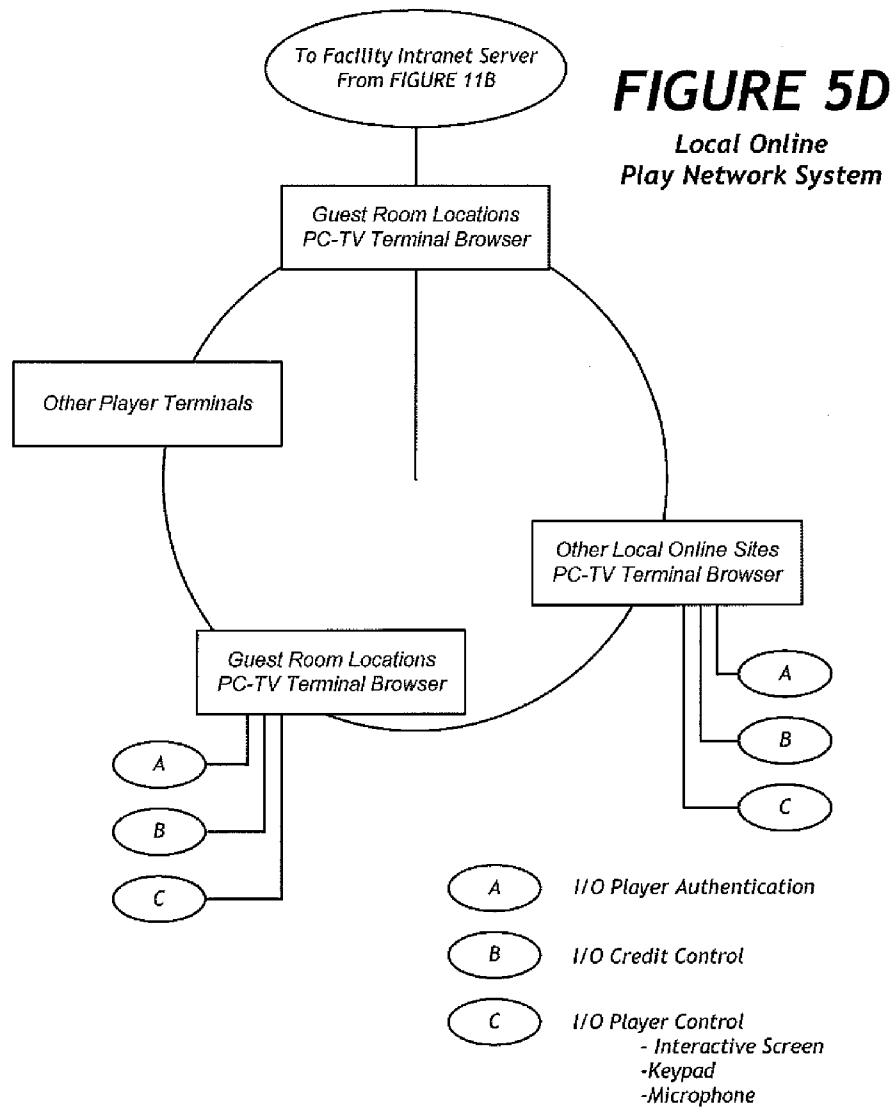 To Facility Intranet Server
From FIGURE 11B
FIGURE 5D
Local Online
Play Network System
Guest Room Locations
PC-TV Terminal Browser
Other Player Terminals
Other Local Online Sites
PC-TV Terminal Browser
Guest Room Locations
PC-TV Terminal Browser
A
B
C
A
B
C
A I/O Player Authentication
B I/O Credit Control
C I/O Player Control
- Interactive Screen
-Keypad
-Microphone